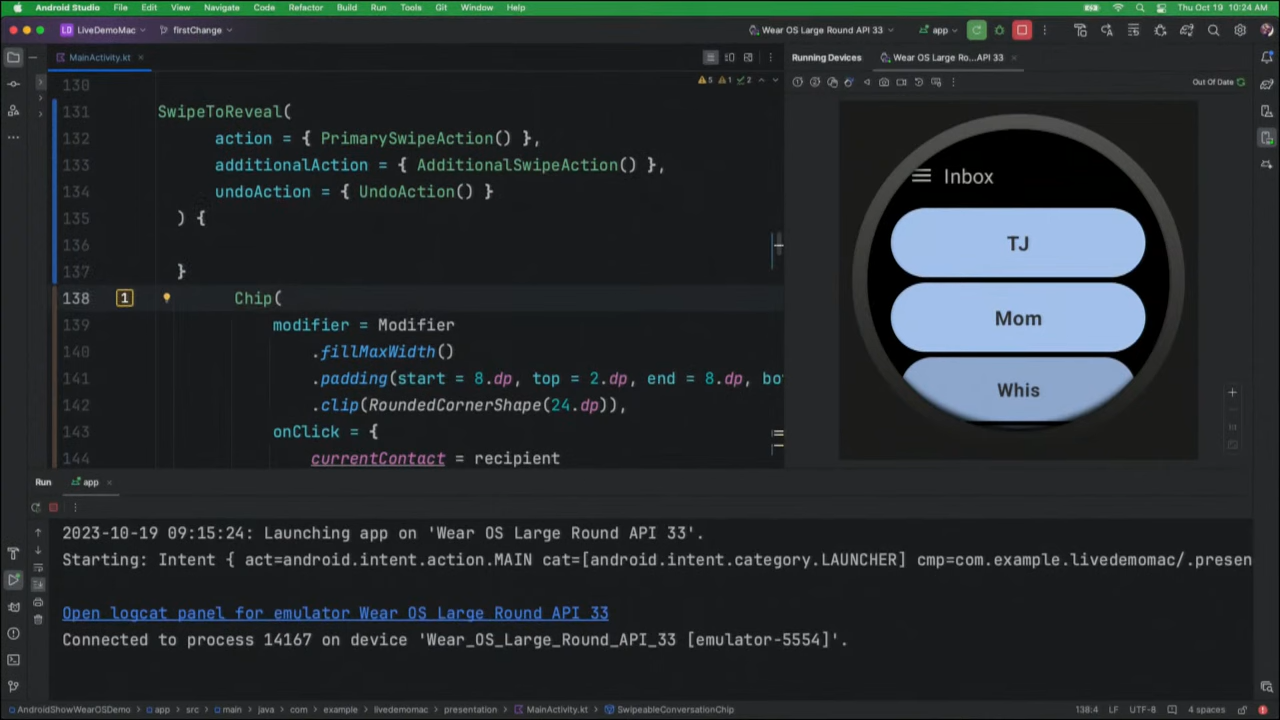 Android Studio File Edit View Navigate Code Refactor Build Run Tools Git Window Help Thu Oct 19 10:24 AM
LD LiveDemoMac firstChange Wear OS Large Round API 33 app
MainActivity.kt
Running Devices Wear OS Large Ro...API 33
5 1 2
Out Of Date
130
131 SwipeToReveal(
132 action = { PrimarySwipeAction() },
133 additionalAction = { AdditionalSwipeAction() },
134 undoAction = { UndoAction() }
135 ) {
136
137 }
138 1 Chip(
139 modifier = Modifier
140 .fillMaxWidth()
141 .padding(start = 8.dp, top = 2.dp, end = 8.dp, bot
142 .clip(RoundedCornerShape(24.dp)),
143 onClick = {
144 currentContact = recipient
Inbox
TJ
Mom
Whis
Run app
2023-10-19 09:15:24: Launching app on 'Wear OS Large Round API 33'.
Starting: Intent { act=android.intent.action.MAIN cat=[android.intent.category.LAUNCHER] cmp=com.example.livedemomac/.presen
Open logcat panel for emulator Wear OS Large Round API 33
Connected to process 14167 on device 'Wear_OS_Large_Round_API_33 [emulator-5554]'.
AndroidShowWearOSDemo app src main java com example livedemomac presentation MainActivity.kt SwipeableConversationChip 138:4 LF UTF-8 4 spaces